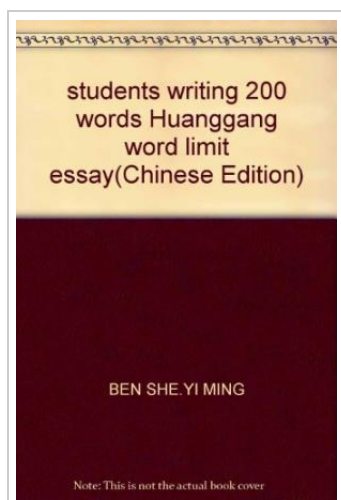 students writing 200
words Huanggang
word limit
essay(Chinese Edition)
BEN SHE.YI MING
Note: This is not the actual book cover